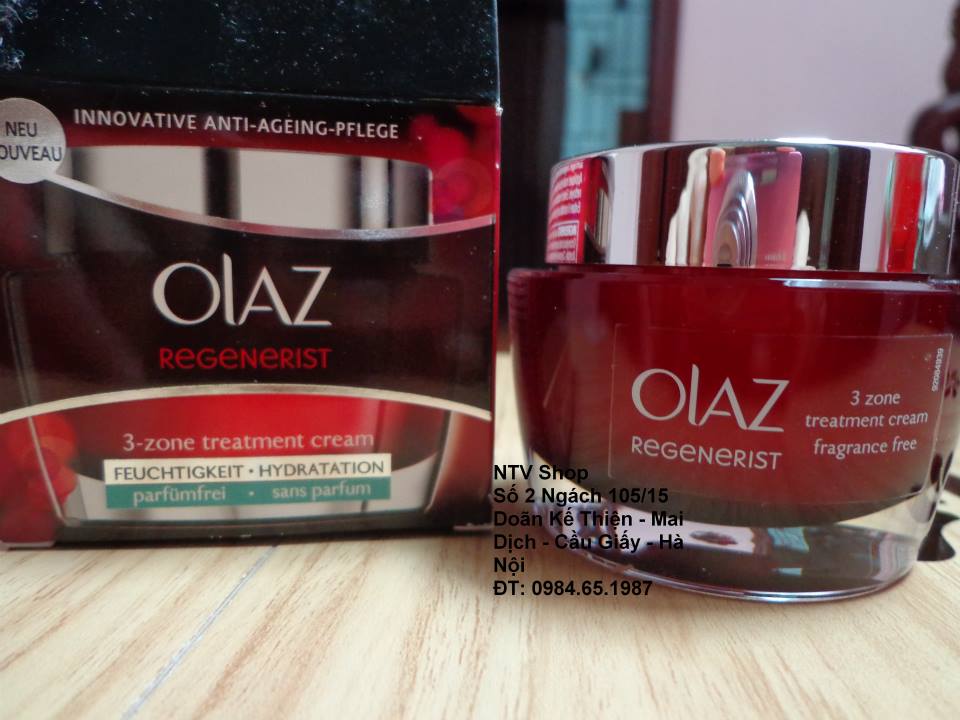 NEU
OUVEAU
INNOVATIVE ANTI-AGEING-PFLEGE
OlAZ
REGENERIST
3-zone treatment cream
FEUCHTIGKEIT • HYDRATATION
parfümfrei • sans parfum
OlAZ
REGENERIST
3 zone
treatment cream
fragrance free
92984939
NTV Shop
Số 2 Ngách 105/15
Doãn Kế Thiện - Mai
Dịch - Cầu Giấy - Hà
Nội
ĐT: 0984.65.1987